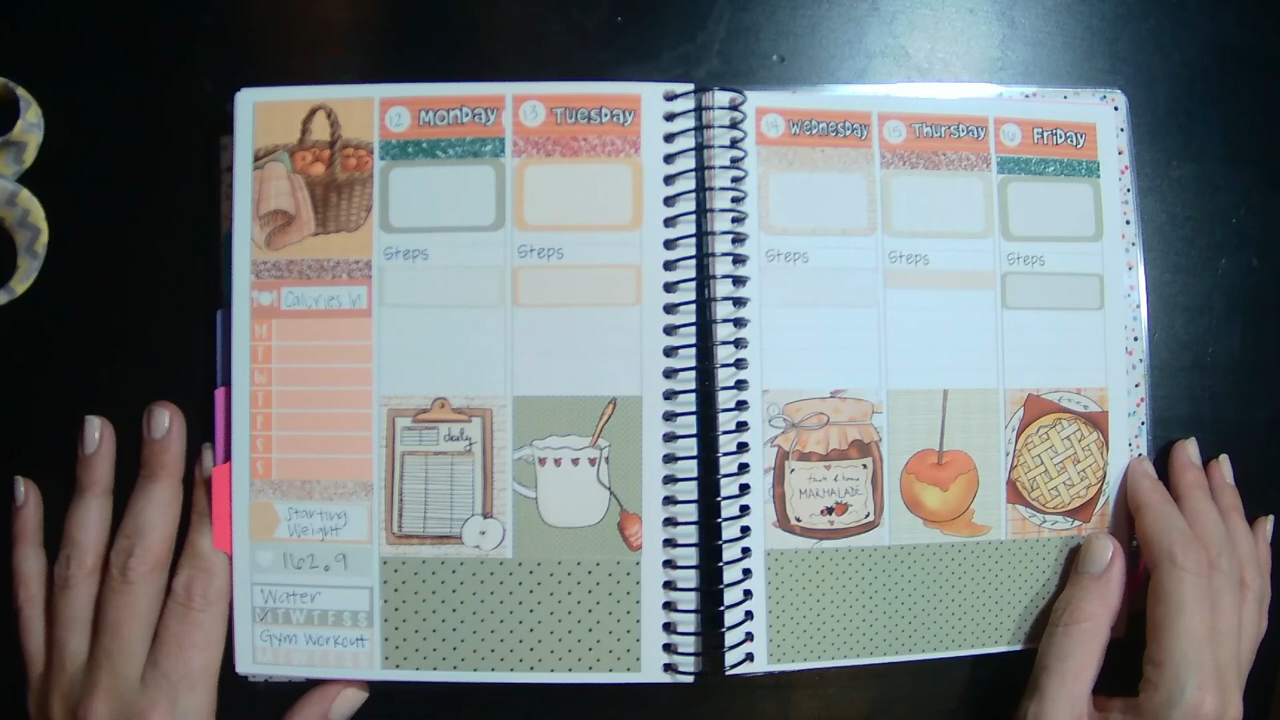 12 Monday
13 Tuesday
14 Wednesday
15 Thursday
16 Friday
Steps
Steps
Steps
Steps
Steps
Calories In
M
T
W
T
F
S
S
daily
MARMALADE
Starting
Weight
162.9
Water
M T W T F S S
Gym Workout